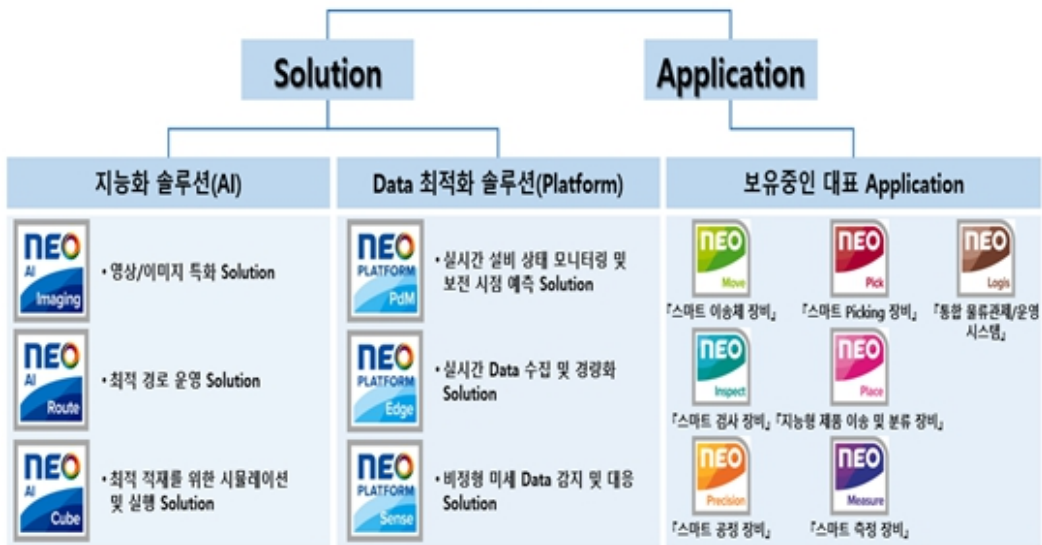 Solution
Application
지능화 솔루션(AI)
Data 최적화 솔루션(Platform)
보유중인 대표 Application
NEO
AI
Imaging
• 영상/이미지 특화 Solution
NEO
AI
Route
• 최적 경로 운영 Solution
NEO
AI
Cube
• 최적 적재를 위한 시뮬레이션
및 실행 Solution
NEO
PLATFORM
PdM
• 실시간 설비 상태 모니터링 및
보전 시점 예측 Solution
NEO
PLATFORM
Edge
• 실시간 Data 수집 및 경량화
Solution
NEO
PLATFORM
Sense
• 비정형 미세 Data 감지 및 대응
Solution
NEO
Move
『스마트 이송체 장비』
NEO
Pick
『스마트 Picking 장비』
NEO
Logis
『통합 물류관제/운영
시스템』
NEO
Inspect
『스마트 검사 장비』
NEO
Place
『지능형 제품 이송 및 분류 장비』
NEO
Precision
『스마트 공정 장비』
NEO
Measure
『스마트 측정 장비』